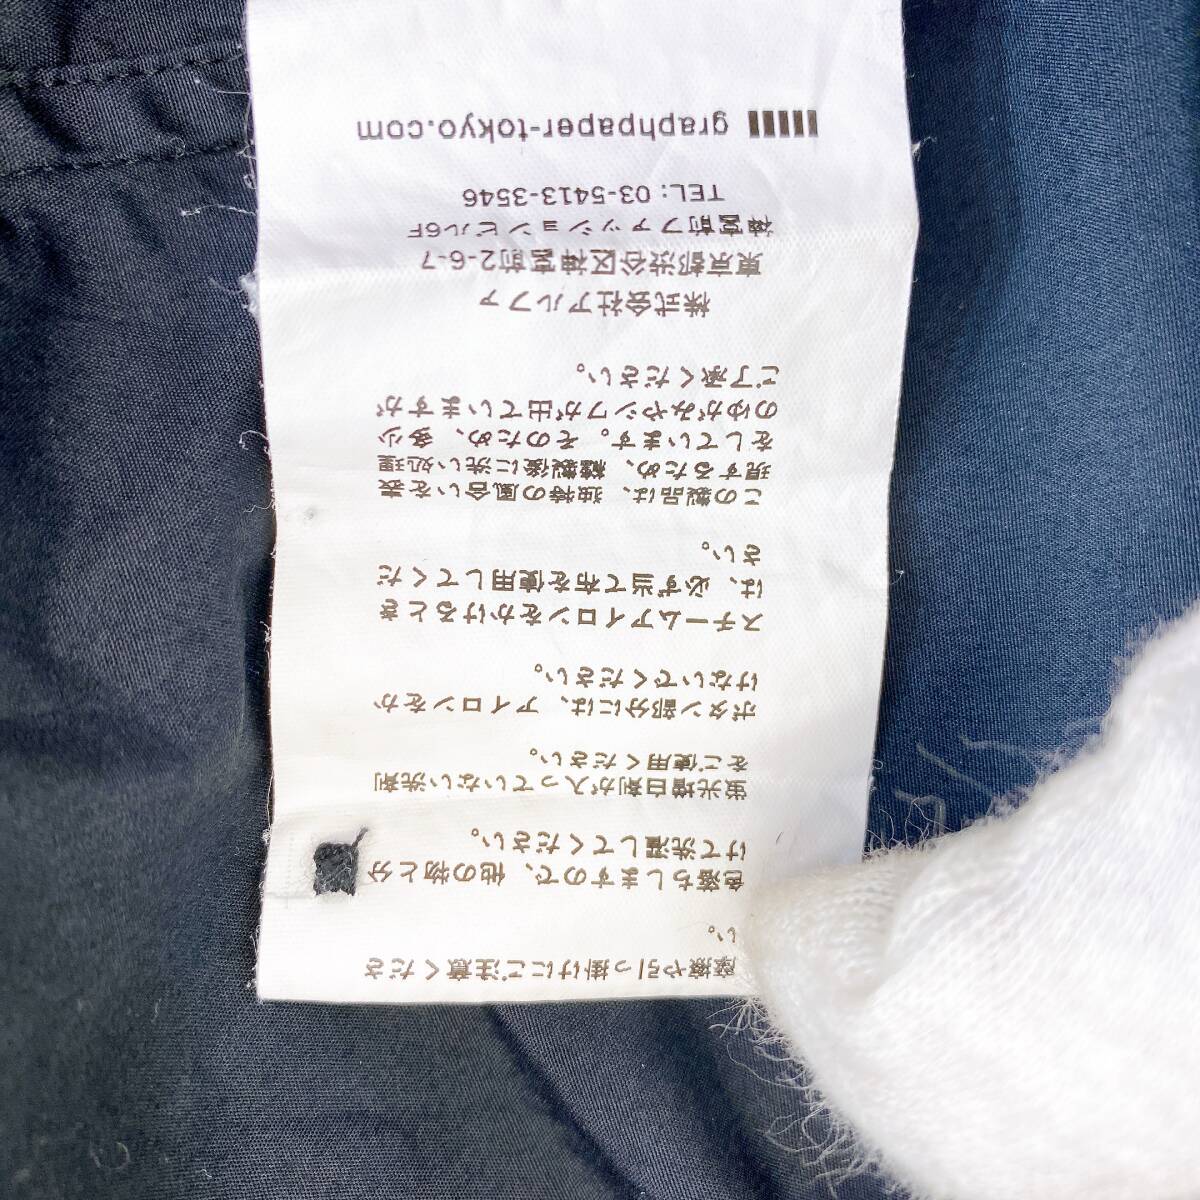 摩擦や引っ掛けにご注意くださ
い。
色落ちしますので、他の物と分
けて洗濯してください。
蛍光増白剤が入っていない洗剤
をご使用ください。
ボタン部分には、アイロンをか
けないでください。
スチームアイロンをかけるとき
は、必ず当て布を使用してくだ
さい。
この製品は、独特の風合いを表
現するため、縫製後に洗い処理
をしています。そのため、多少
のゆがみやシワが出ていますが
ご了承ください。
株式会社アルファ
東京都渋谷区神宮前2-6-7
神宮前ファッションビル6F
TEL: 03-5413-3546
graphpaper-tokyo.com